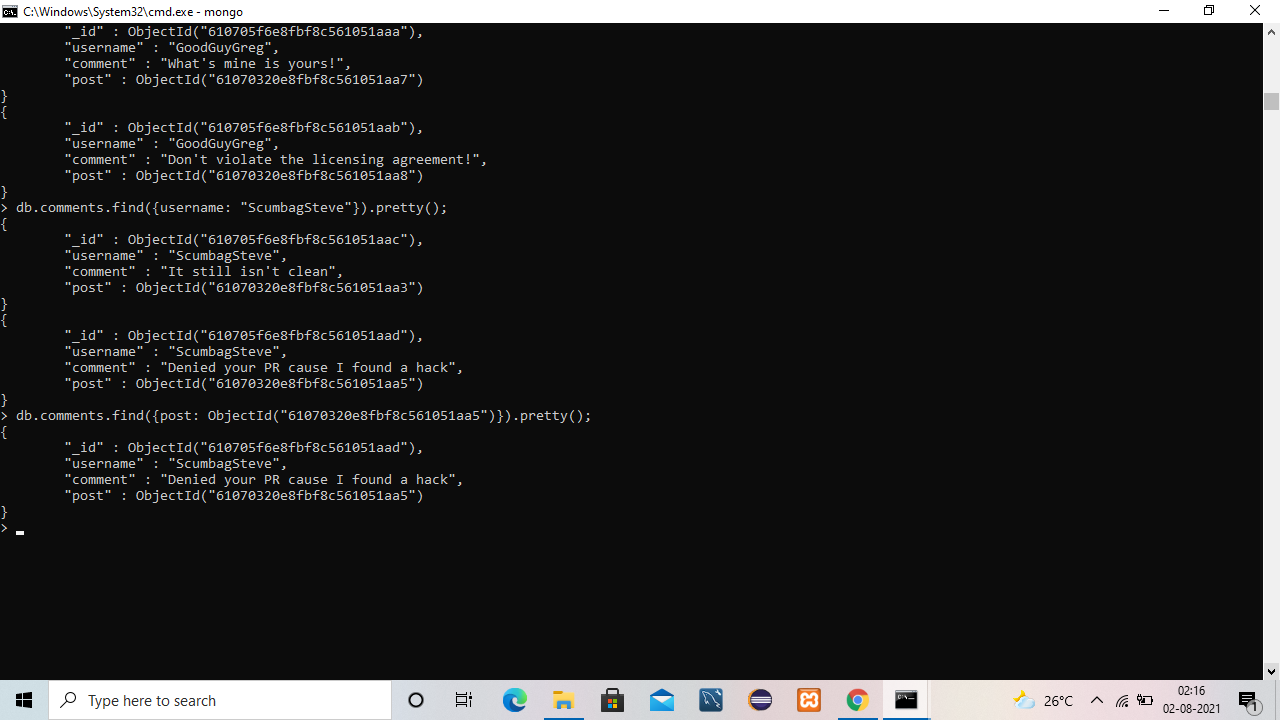 C:\Windows\System32\cmd.exe - mongo
"_id" : ObjectId("610705f6e8fbf8c561051aaa"),
"username" : "GoodGuyGreg",
"comment" : "What's mine is yours!",
"post" : ObjectId("61070320e8fbf8c561051aa7")
}
{
"_id" : ObjectId("610705f6e8fbf8c561051aab"),
"username" : "GoodGuyGreg",
"comment" : "Don't violate the licensing agreement!",
"post" : ObjectId("61070320e8fbf8c561051aa8")
}
> db.comments.find({username: "ScumbagSteve"}).pretty();
{
"_id" : ObjectId("610705f6e8fbf8c561051aac"),
"username" : "ScumbagSteve",
"comment" : "It still isn't clean",
"post" : ObjectId("61070320e8fbf8c561051aa3")
}
{
"_id" : ObjectId("610705f6e8fbf8c561051aad"),
"username" : "ScumbagSteve",
"comment" : "Denied your PR cause I found a hack",
"post" : ObjectId("61070320e8fbf8c561051aa5")
}
> db.comments.find({post: ObjectId("61070320e8fbf8c561051aa5")}).pretty();
{
"_id" : ObjectId("610705f6e8fbf8c561051aad"),
"username" : "ScumbagSteve",
"comment" : "Denied your PR cause I found a hack",
"post" : ObjectId("61070320e8fbf8c561051aa5")
}
>
Type here to search
26°C
02:16
02-08-2021
1